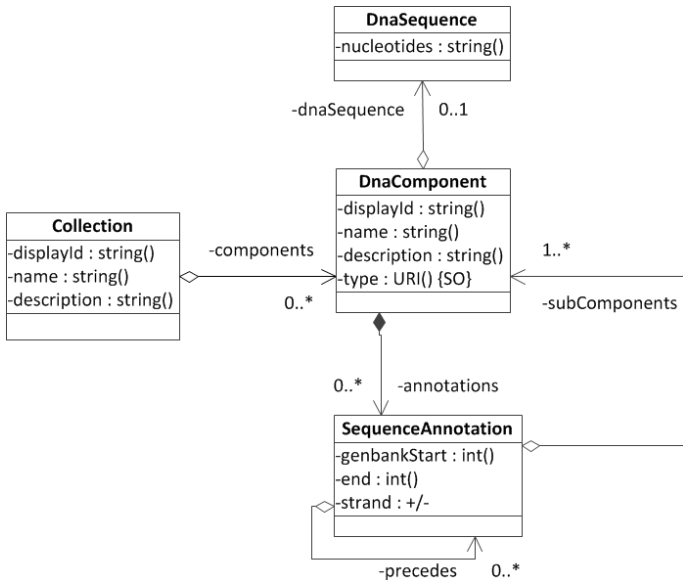 DnaSequence
-nucleotides : string()
-dnaSequence
0..1
DnaComponent
-displayId : string()
-name : string()
-description : string()
-type : URI() {SO}
Collection
-displayId : string()
-name : string()
-description : string()
-components
0..*
1..*
-subComponents
0..*
-annotations
SequenceAnnotation
-genbankStart : int()
-end : int()
-strand : +/-
-precedes
0..*